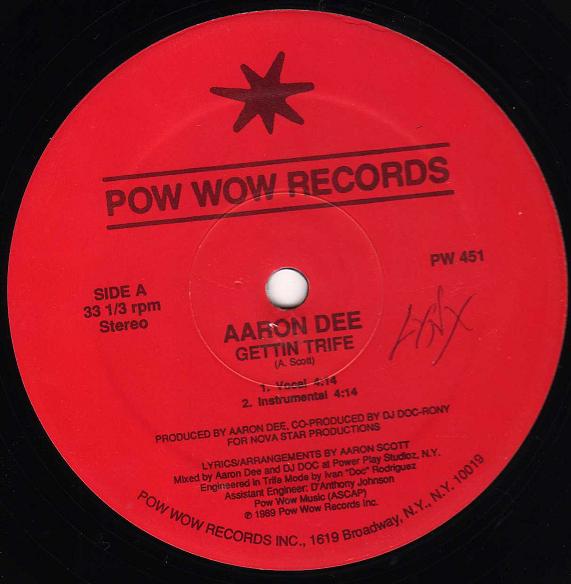 POW WOW RECORDS
PW 451
SIDE A
33 1/3 rpm
Stereo
AARON DEE
GETTIN TRIFE
(A. Scott)
LYNX
1. Vocal 4:14
2. Instrumental 4:14
PRODUCED BY AARON DEE, CO-PRODUCED BY DJ DOC-RONY
FOR NOVA STAR PRODUCTIONS
LYRICS/ARRANGEMENTS BY AARON SCOTT
Mixed by Aaron Dee and DJ DOC at Power Play Studioz, N.Y.
Engineered in Trife Mode by Ivan "Doc" Rodriguez
Assistant Engineer: D'Anthony Johnson
Pow Wow Music (ASCAP)
℗ 1989 Pow Wow Records Inc.
POW WOW RECORDS INC., 1619 Broadway, N.Y., N.Y. 10019